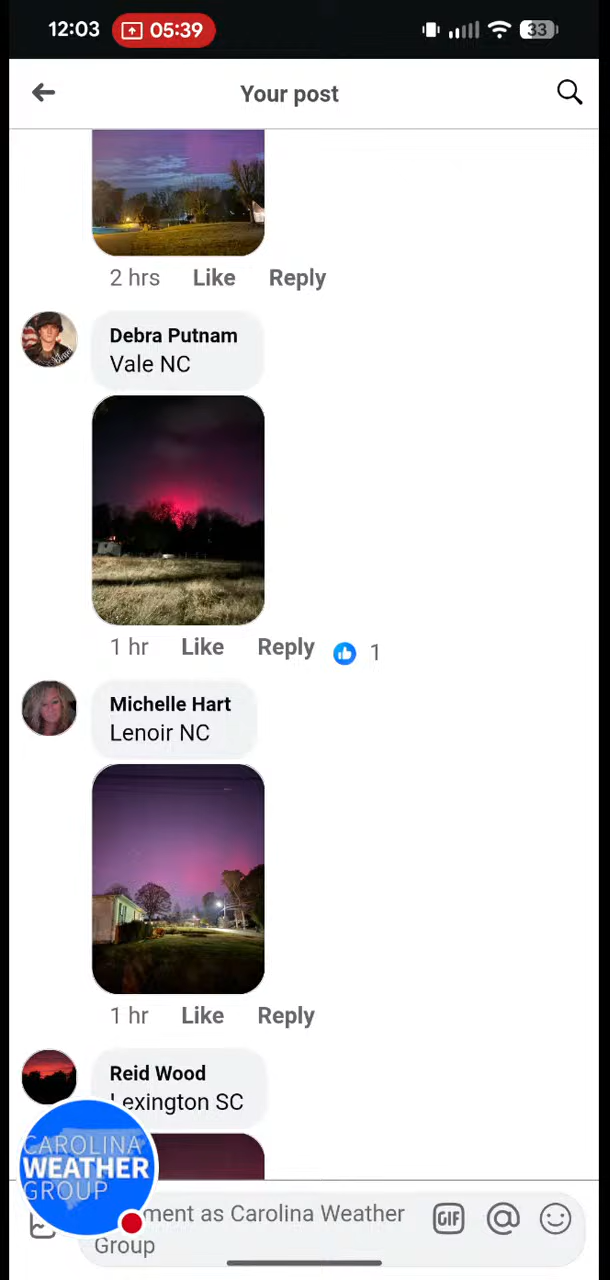 12:03
05:39
33
Your post
2 hrs Like Reply
Debra Putnam
Vale NC
1 hr Like Reply 1
Michelle Hart
Lenoir NC
1 hr Like Reply
Reid Wood
Lexington SC
CAROLINA
WEATHER
GROUP
ment as Carolina Weather
Group
GIF
@